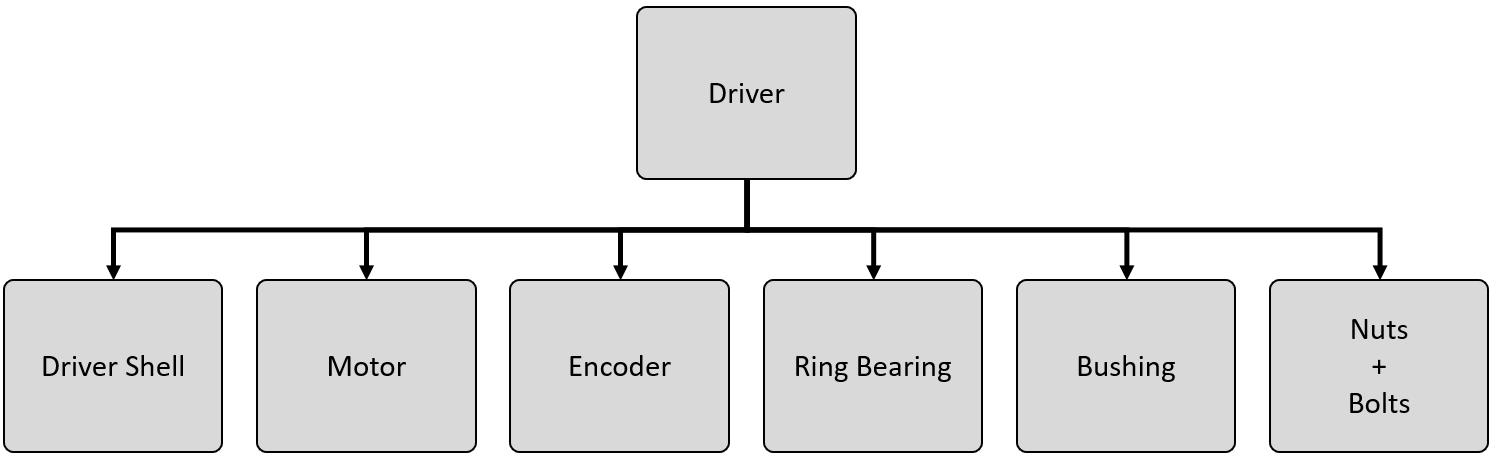 Driver
Driver Shell
Motor
Encoder
Ring Bearing
Bushing
Nuts
+
Bolts